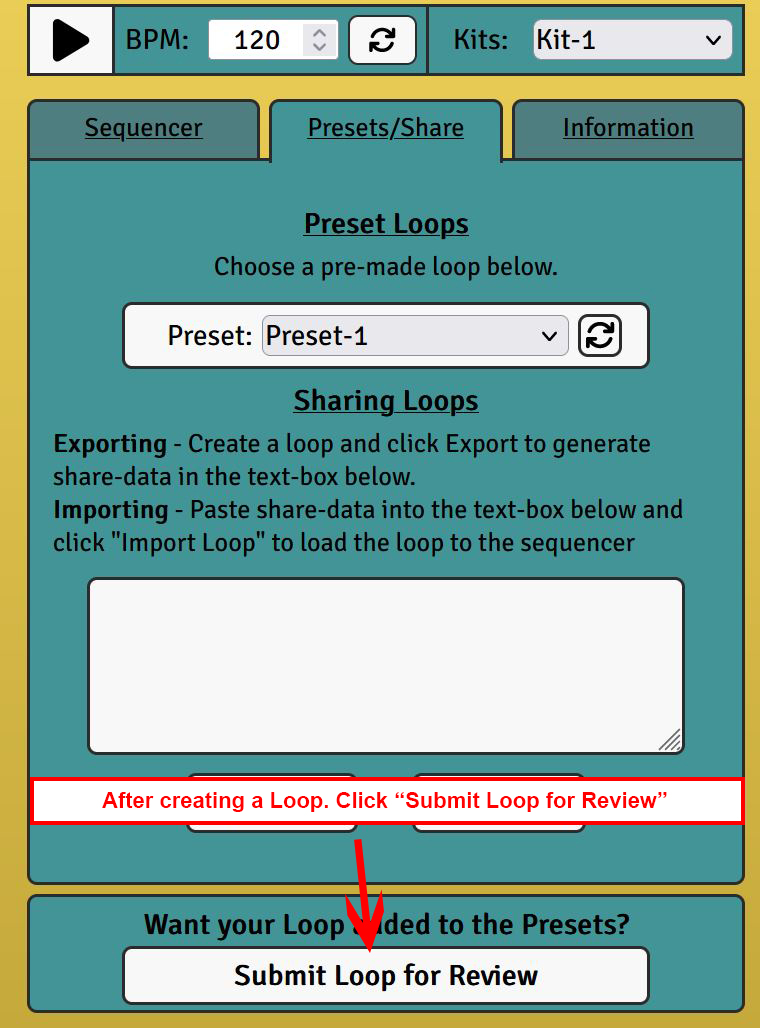 BPM: 120 Kits: Kit-1
Sequencer Presets/Share Information
Preset Loops
Choose a pre-made loop below.
Preset: Preset-1
Sharing Loops
Exporting - Create a loop and click Export to generate
share-data in the text-box below.
Importing - Paste share-data into the text-box below and
click "Import Loop" to load the loop to the sequencer
After creating a Loop. Click “Submit Loop for Review”
Want your Loop added to the Presets?
Submit Loop for Review